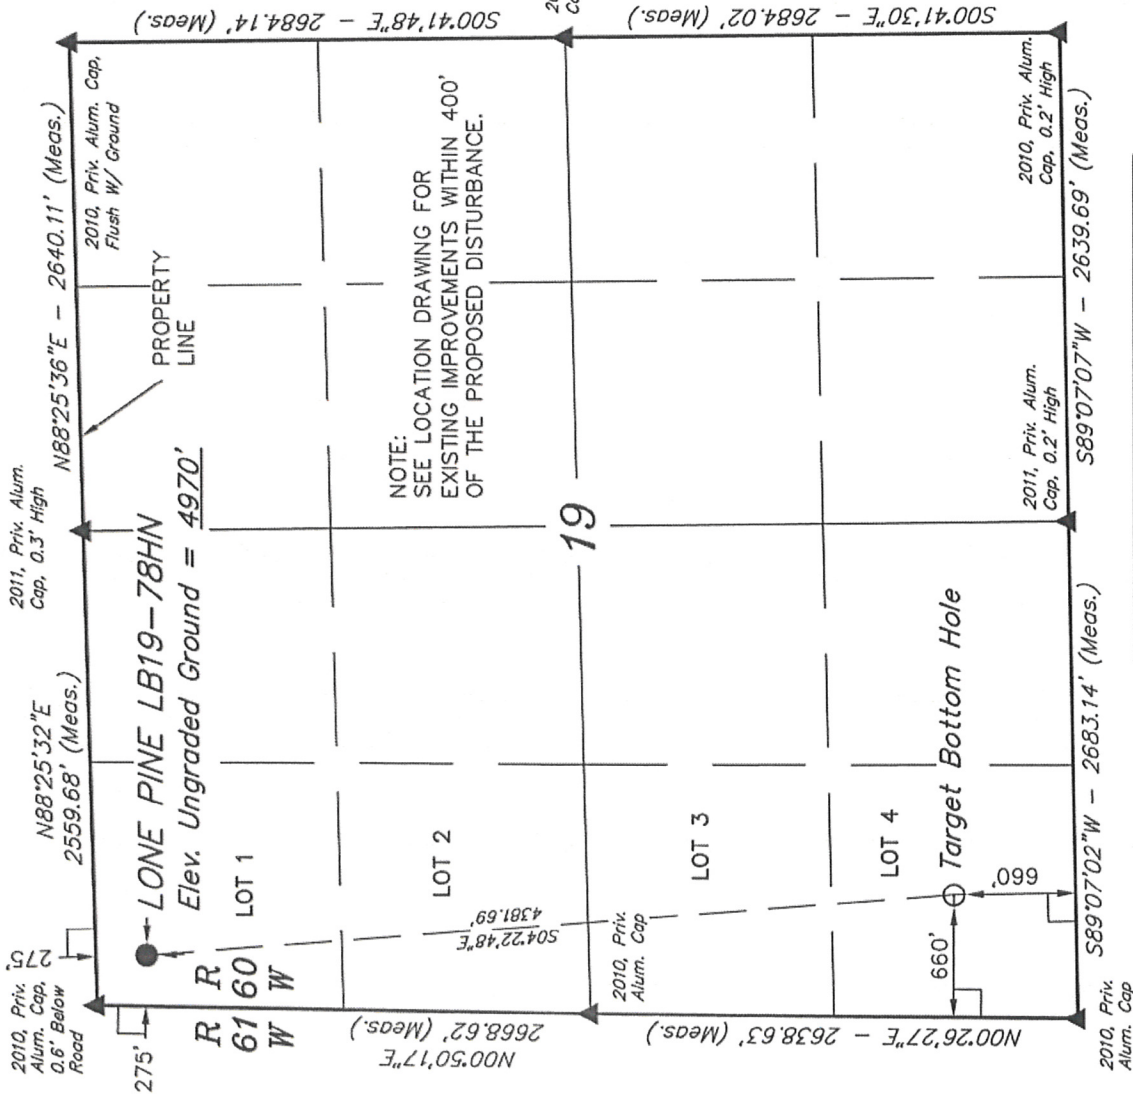 2010, Priv.
Alum. Cap,
0.6' Below
Road
275'
275'
N88°25'32"E
2559.68' (Meas.)
2011, Priv. Alum.
Cap, 0.3' High
N88°25'36"E - 2640.11' (Meas.)
2010, Priv. Alum. Cap,
Flush W/ Ground
PROPERTY
LINE
S00°41'48"E - 2684.14' (Meas.)
S00°41'30"E - 2684.02' (Meas.)
LONE PINE LB19-78HN
Elev. Ungraded Ground = 4970'
R R
61 60
W W
LOT 1
LOT 2
NOTE:
SEE LOCATION DRAWING FOR
EXISTING IMPROVEMENTS WITHIN 400'
OF THE PROPOSED DISTURBANCE.
19
N00°50'17"E
2668.62' (Meas.)
S04°22'48"E
4381.69'
2010, Priv.
Alum. Cap
LOT 3
LOT 4
N00°26'27"E - 2638.63' (Meas.)
660'
660'
Target Bottom Hole
2011, Priv. Alum.
Cap, 0.2' High
2010, Priv. Alum.
Cap, 0.2' High
2010, Priv.
Alum. Cap
S89°07'02"W - 2683.14' (Meas.)
S89°07'07"W - 2639.69' (Meas.)